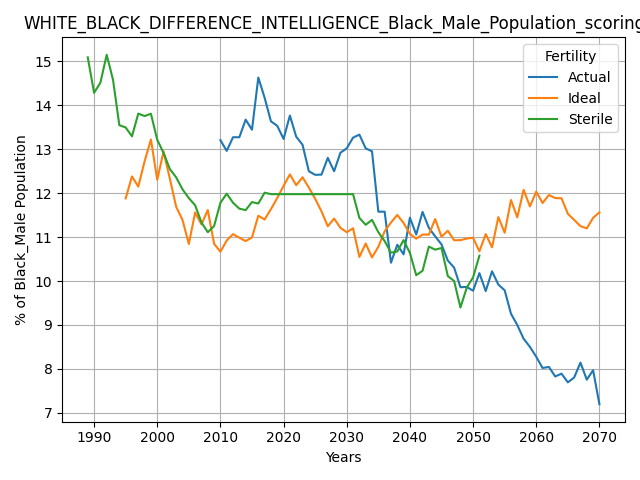 WHITE_BLACK_DIFFERENCE_INTELLIGENCE_Black_Male_Population_scoring
Fertility
Actual
Ideal
Sterile
% of Black_Male Population
15
14
13
12
11
10
9
8
7
1990 2000 2010 2020 2030 2040 2050 2060 2070
Years